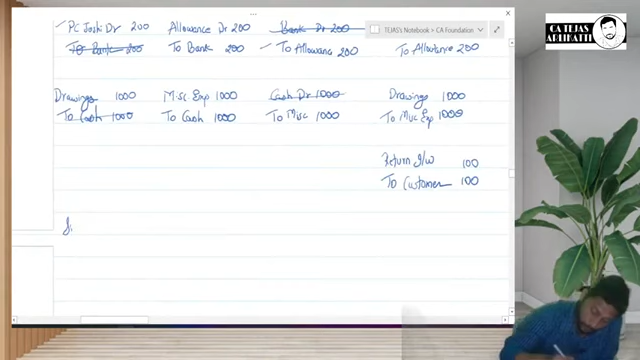 PC Joshi Dr 200 Allowance Dr 200 Bank Dr 200
To Bank 200 To Bank 200 To Allowance 200 To Allowance 200
TEJAS's Notebook > CA Foundation
CA TEJAS
ARLIKATTI
Drawings 1000 Misc Exp 1000 Cash Dr 1000 Drawings 1000
To Cash 1000 To Cash 1000 To Misc 1000 To Misc Exp 1000
Return I/W 100
To Customer 100